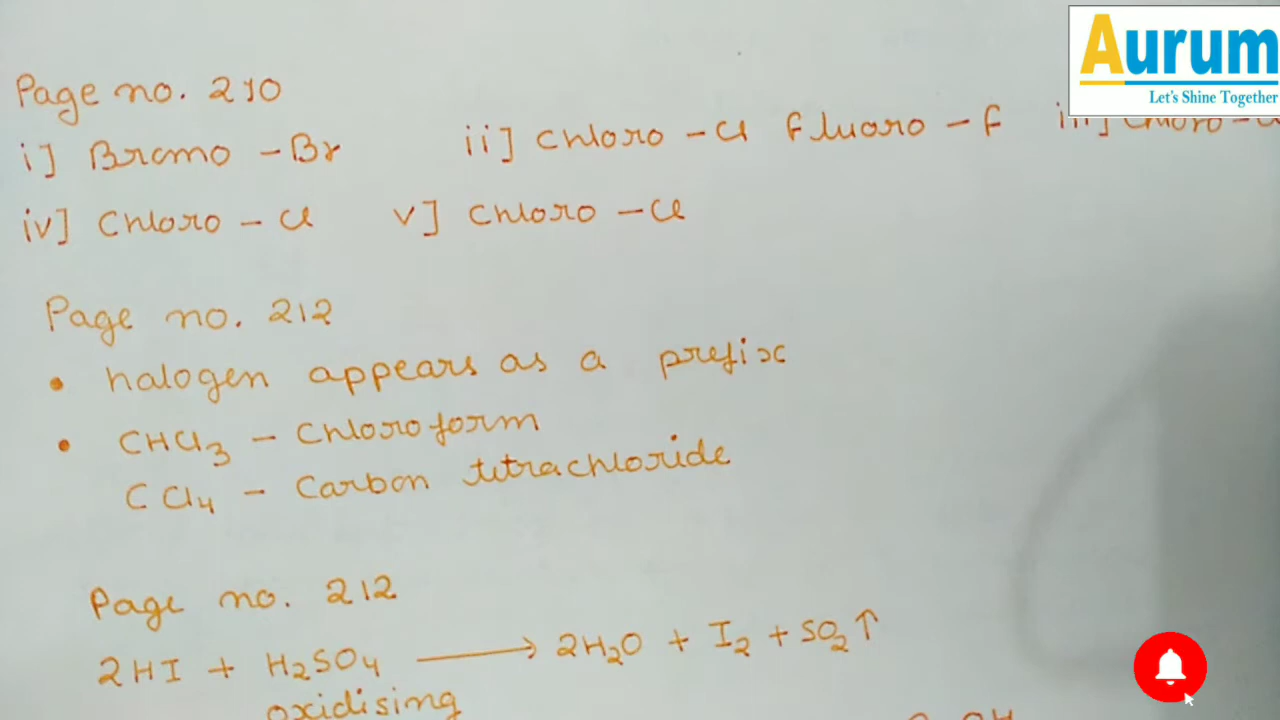 Aurum
Let's Shine Together
Page no. 210
i] Bromo - Br ii] Chloro - Cl Fluoro - F iii] Chloro -
iv] Chloro - Cl v] Chloro - Cl
Page no. 212
• halogen appears as a prefix
• CHCl₃ - Chloroform
CCl₄ - Carbon tetrachloride
Page no. 212
2HI + H₂SO₄ → 2H₂O + I₂ + SO₂↑
oxidising